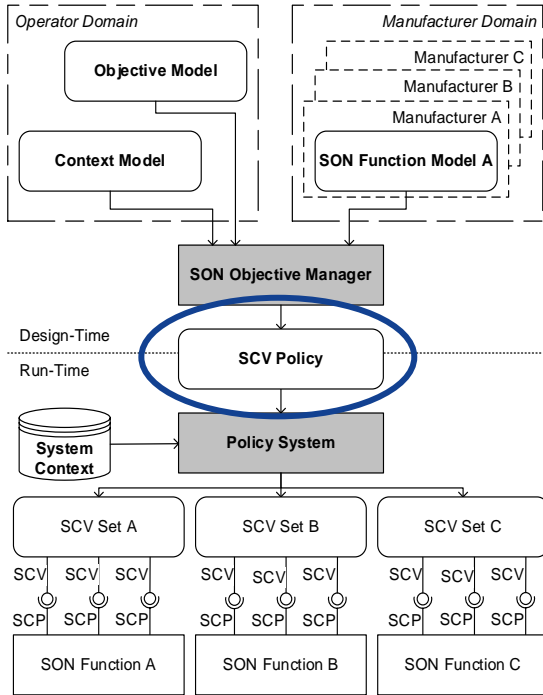 Operator Domain
Manufacturer Domain
Objective Model
Context Model
Manufacturer C
Manufacturer B
Manufacturer A
SON Function Model A
SON Objective Manager
Design-Time
SCV Policy
Run-Time
System
Context
Policy System
SCV Set A
SCV Set B
SCV Set C
SCV SCV SCV SCV SCV SCV SCV SCV SCV
SCP SCP SCP SCP SCP SCP SCP SCP SCP
SON Function A
SON Function B
SON Function C